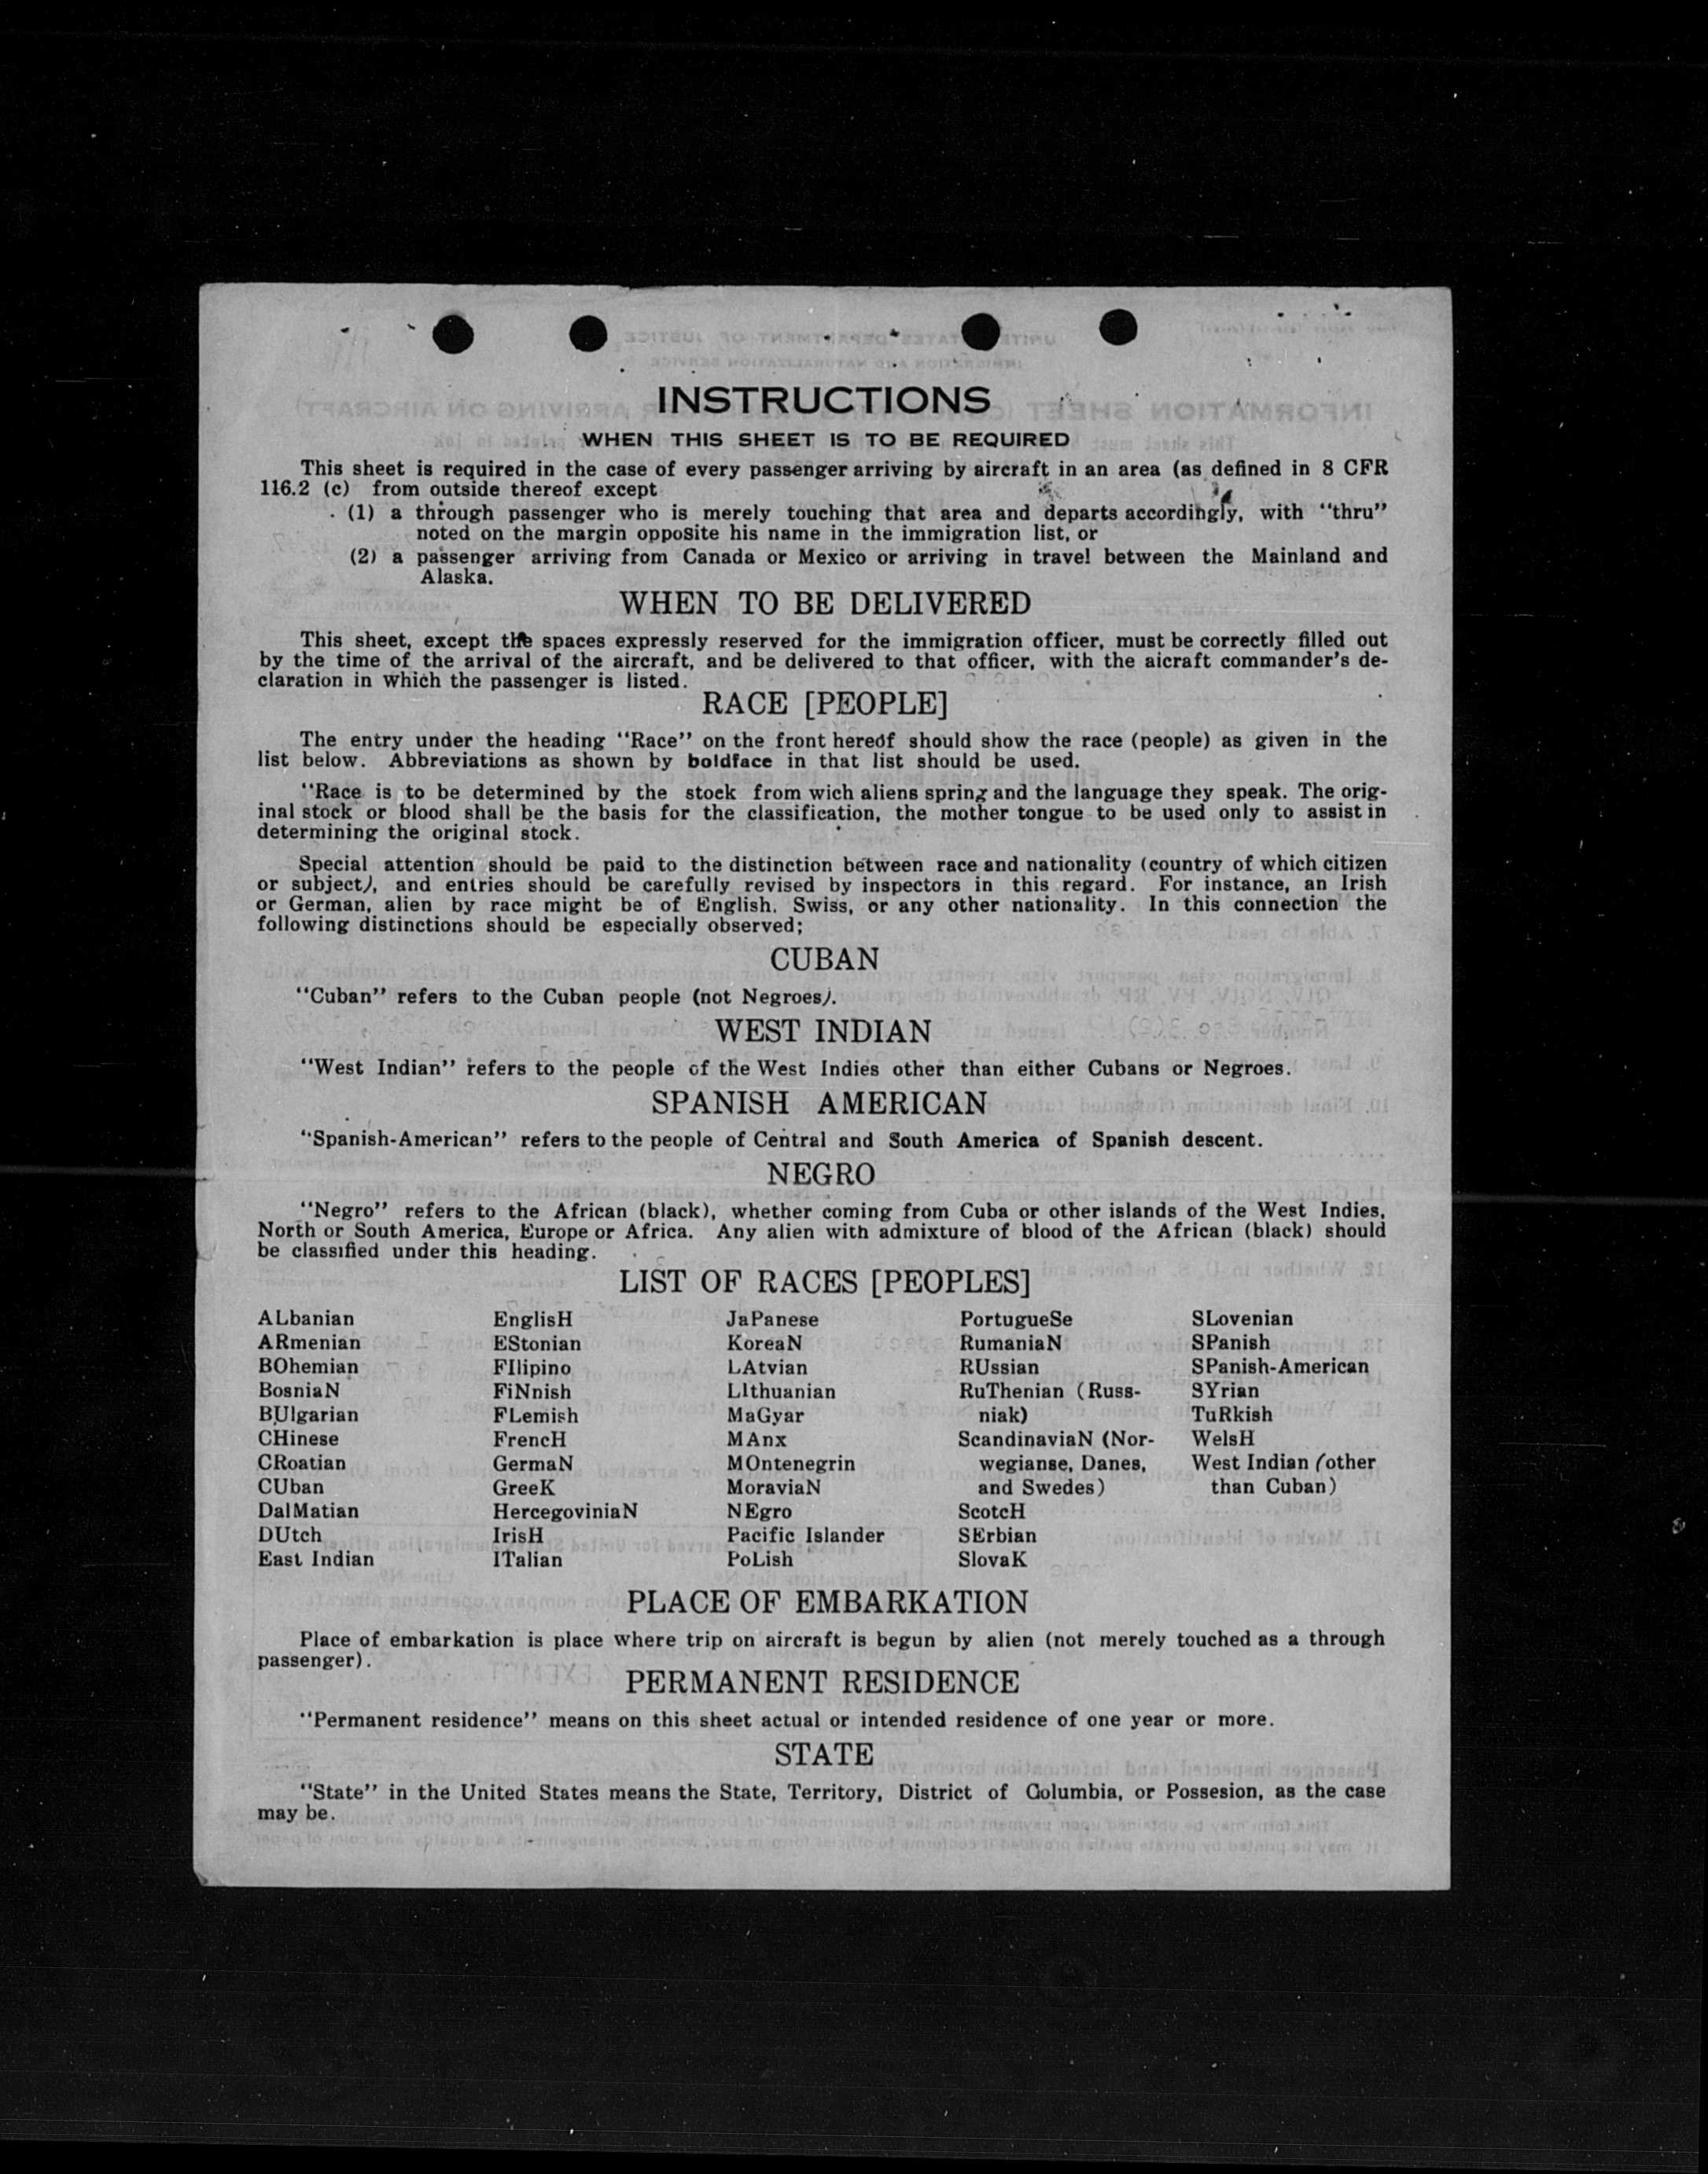 INSTRUCTIONS
WHEN THIS SHEET IS TO BE REQUIRED
This sheet is required in the case of every passenger arriving by aircraft in an area (as defined in 8 CFR
116.2 (c) from outside thereof except
(1) a through passenger who is merely touching that area and departs accordingly, with "thru"
noted on the margin opposite his name in the immigration list, or
(2) a passenger arriving from Canada or Mexico or arriving in travel between the Mainland and
Alaska.
WHEN TO BE DELIVERED
This sheet, except the spaces expressly reserved for the immigration officer, must be correctly filled out
by the time of the arrival of the aircraft, and be delivered to that officer, with the aicraft commander's de-
claration in which the passenger is listed.
RACE [PEOPLE]
The entry under the heading "Race" on the front hereof should show the race (people) as given in the
list below. Abbreviations as shown by boldface in that list should be used.
"Race is to be determined by the stock from wich aliens spring and the language they speak. The orig-
inal stock or blood shall be the basis for the classification, the mother tongue to be used only to assist in
determining the original stock.
Special attention should be paid to the distinction between race and nationality (country of which citizen
or subject), and entries should be carefully revised by inspectors in this regard. For instance, an Irish
or German, alien by race might be of English, Swiss, or any other nationality. In this connection the
following distinctions should be especially observed;
CUBAN
"Cuban" refers to the Cuban people (not Negroes).
WEST INDIAN
"West Indian" refers to the people of the West Indies other than either Cubans or Negroes.
SPANISH AMERICAN
"Spanish-American" refers to the people of Central and South America of Spanish descent.
NEGRO
"Negro" refers to the African (black), whether coming from Cuba or other islands of the West Indies,
North or South America, Europe or Africa. Any alien with admixture of blood of the African (black) should
be classified under this heading.
LIST OF RACES [PEOPLES]
ALbanian
ARmenian
BOhemian
BosniaN
BUlgarian
CHinese
CRoatian
CUban
DalMatian
DUtch
East Indian
EnglisH
EStonian
FIlipino
FiNnish
FLemish
FrencH
GermaN
GreeK
HercegoviniaN
IrisH
ITalian
JaPanese
KoreaN
LAtvian
LIthuanian
MaGyar
MAnx
MOntenegrin
MoraviaN
NEgro
Pacific Islander
PoLish
PortugueSe
RumaniaN
RUssian
RuThenian (Russ-
niak)
ScandinaviaN (Nor-
wegianse, Danes,
and Swedes)
ScotcH
SErbian
SlovaK
SLovenian
SPanish
SPanish-American
SYrian
TuRkish
WelsH
West Indian (other
than Cuban)
PLACE OF EMBARKATION
Place of embarkation is place where trip on aircraft is begun by alien (not merely touched as a through
passenger).
PERMANENT RESIDENCE
"Permanent residence" means on this sheet actual or intended residence of one year or more.
STATE
"State" in the United States means the State, Territory, District of Columbia, or Possesion, as the case
may be.